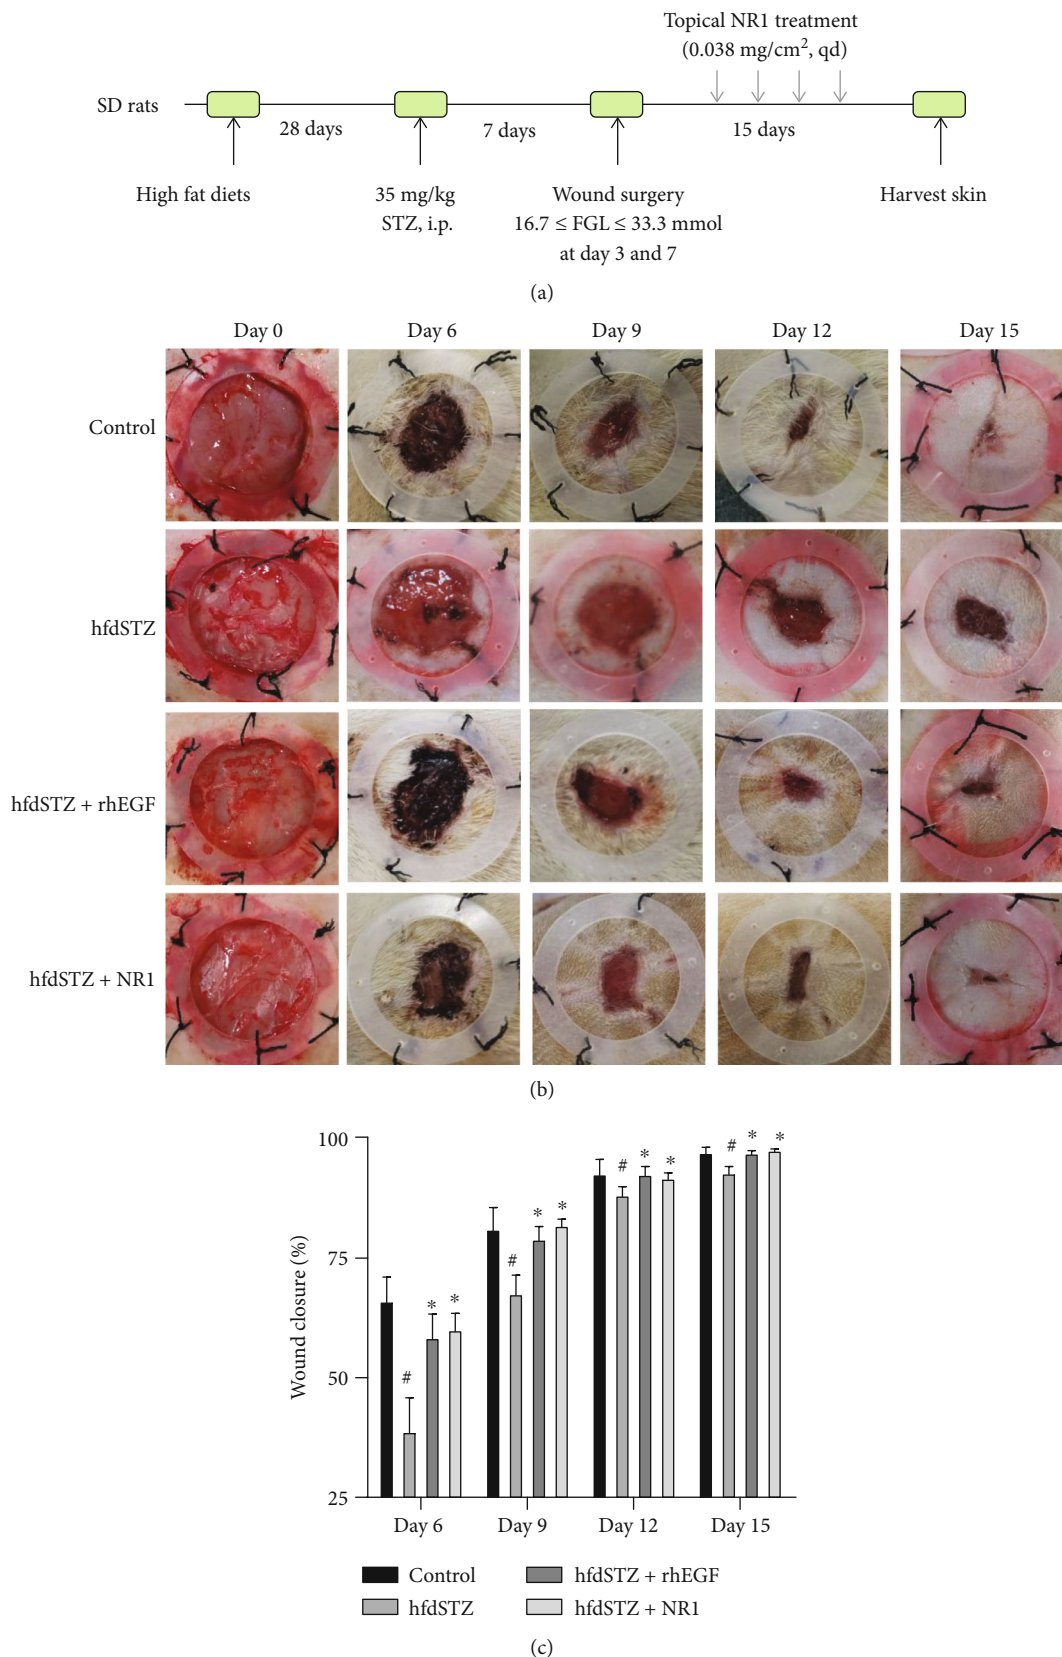 Topical NR1 treatment
(0.038 mg/cm², qd)
SD rats
28 days
7 days
15 days
High fat diets
35 mg/kg
STZ, i.p.
Wound surgery
16.7 ≤ FGL ≤ 33.3 mmol
at day 3 and 7
Harvest skin
(a)
Day 0
Day 6
Day 9
Day 12
Day 15
Control
hfdSTZ
hfdSTZ + rhEGF
hfdSTZ + NR1
(b)
Wound closure (%)
100
75
50
25
#
*
*
#
*
*
#
*
*
#
*
*
Day 6
Day 9
Day 12
Day 15
Control
hfdSTZ
hfdSTZ + rhEGF
hfdSTZ + NR1
(c)